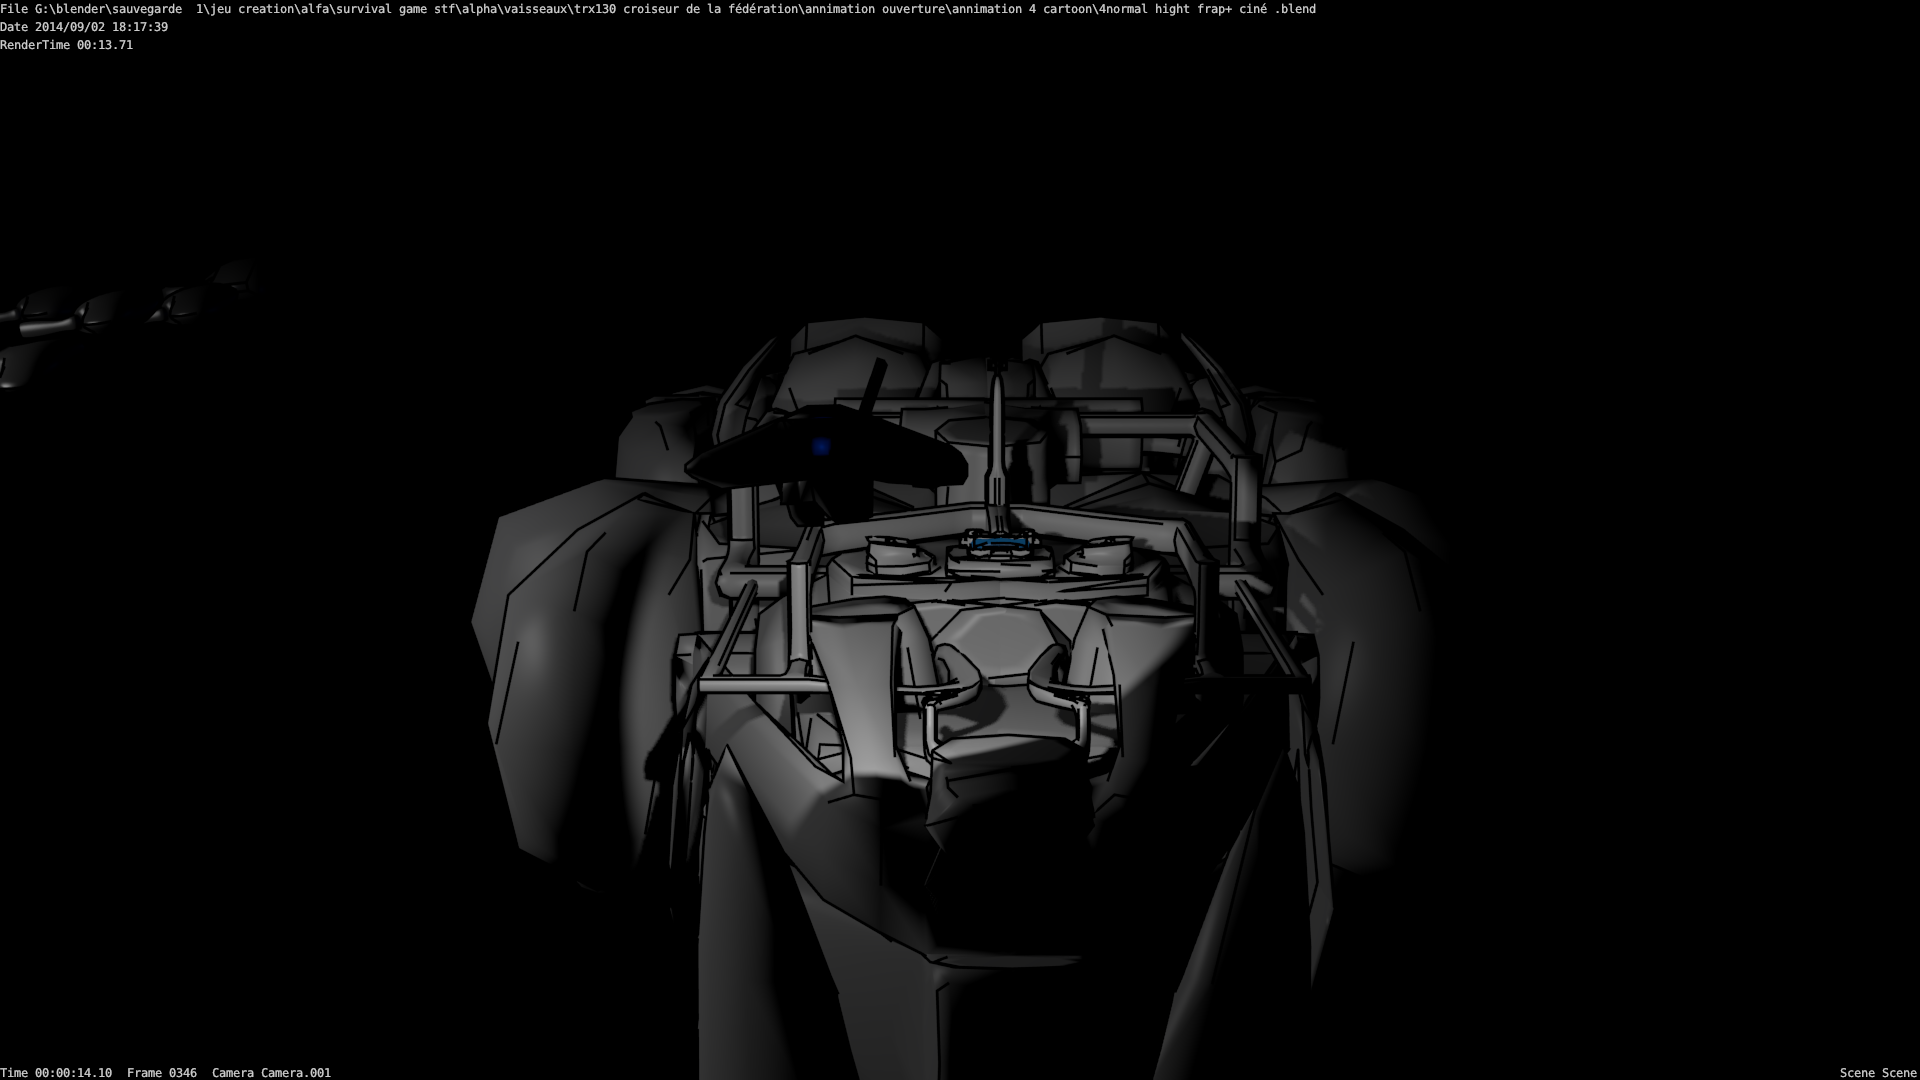 File G:\blender\sauvegarde  1\jeu creation\alfa\survival game stf\alpha\vaisseaux\trx130 croiseur de la fédération\annimation ouverture\annimation 4 cartoon\4normal hight frap+ ciné .blend
Date 2014/09/02 18:17:39
RenderTime 00:13.71
Time 00:00:14.10  Frame 0346  Camera Camera.001
Scene Scene